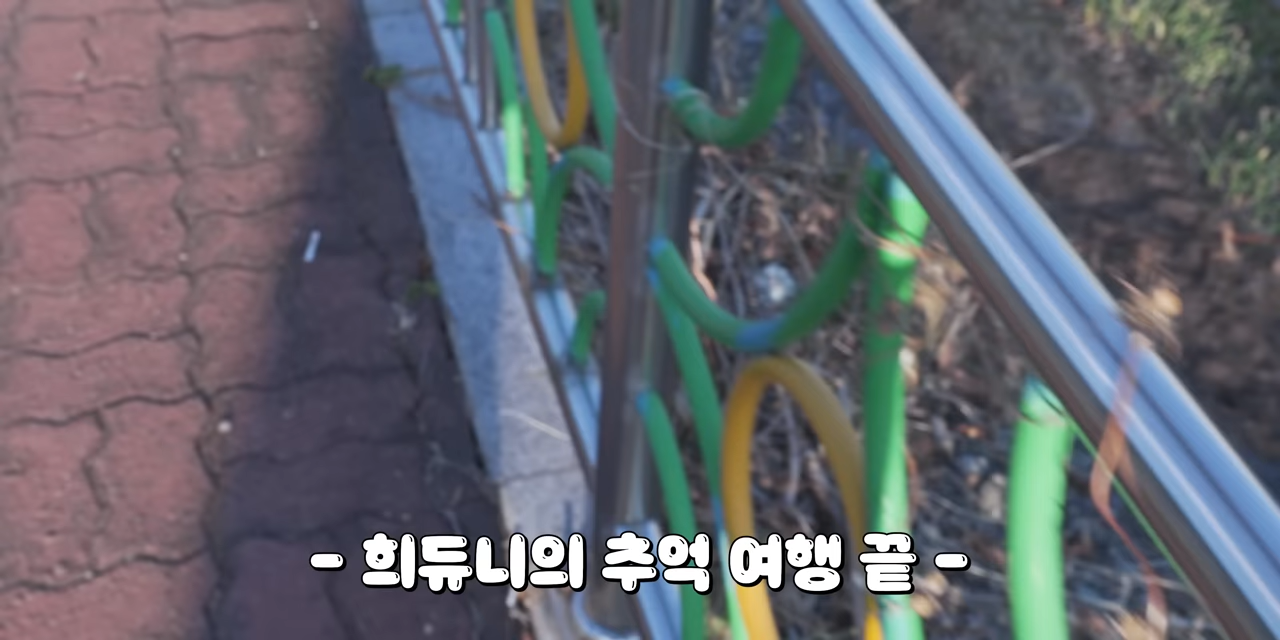 - 희듀니의 추억 여행 끝 -